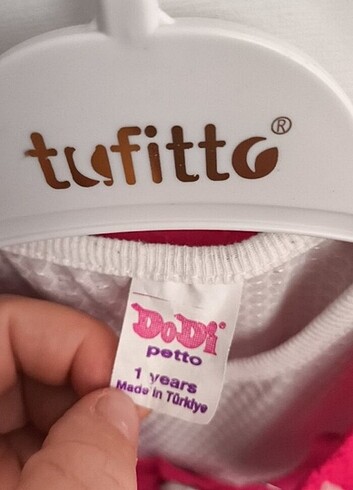 tufitto®
DoDi®
petto
1 years
Made in Türkiye